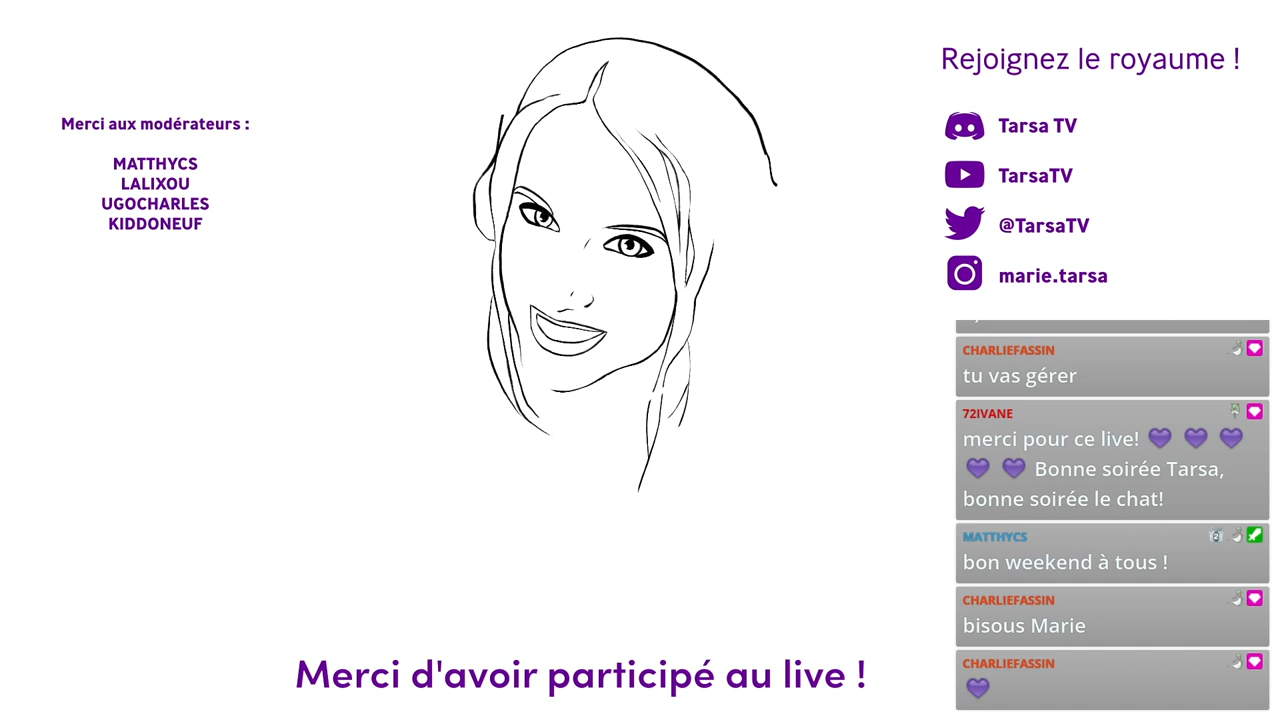 Merci aux modérateurs :
MATTHYCS
LALIXOU
UGOCHARLES
KIDDONEUF
Rejoignez le royaume !
Tarsa TV
TarsaTV
@TarsaTV
marie.tarsa
CHARLIEFASSIN
tu vas gérer
72IVANE
merci pour ce live! 💜 💜 💜
💜 💜 Bonne soirée Tarsa,
bonne soirée le chat!
MATTHYCS
bon weekend à tous !
CHARLIEFASSIN
bisous Marie
CHARLIEFASSIN
💜
Merci d'avoir participé au live !